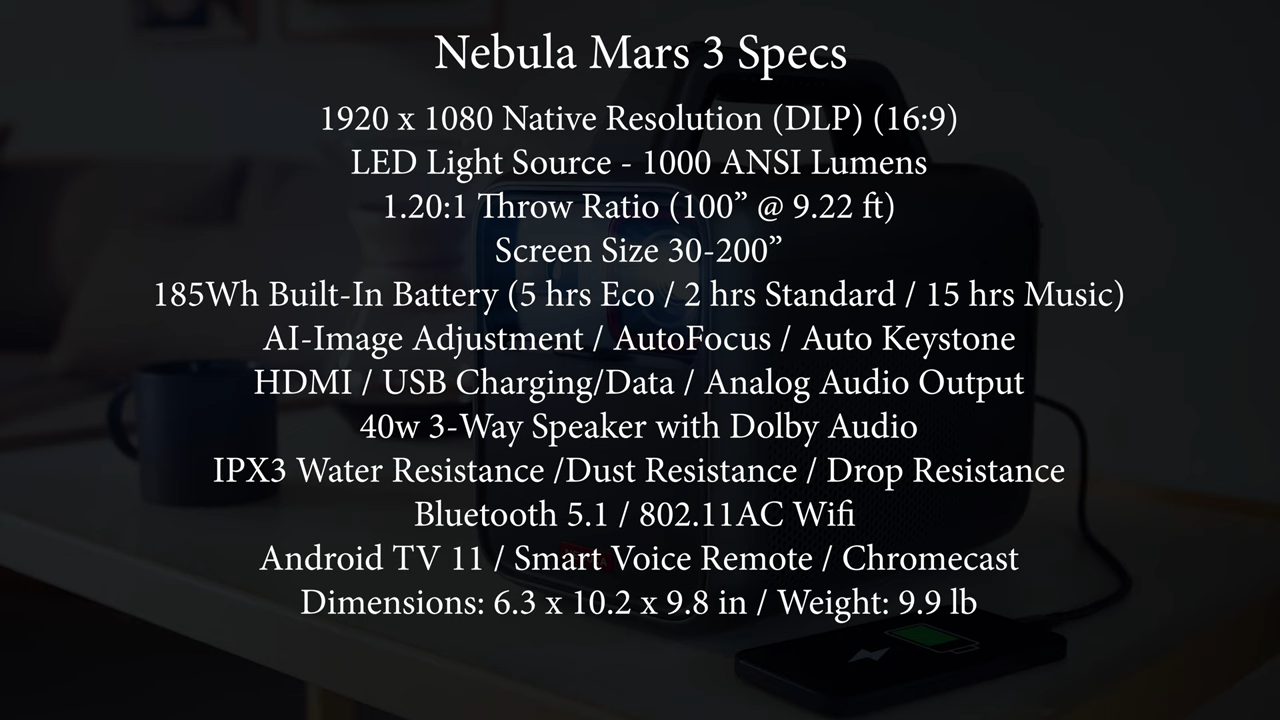 Nebula Mars 3 Specs
1920 x 1080 Native Resolution (DLP) (16:9)
LED Light Source - 1000 ANSI Lumens
1.20:1 Throw Ratio (100” @ 9.22 ft)
Screen Size 30-200”
185Wh Built-In Battery (5 hrs Eco / 2 hrs Standard / 15 hrs Music)
AI-Image Adjustment / AutoFocus / Auto Keystone
HDMI / USB Charging/Data / Analog Audio Output
40w 3-Way Speaker with Dolby Audio
IPX3 Water Resistance /Dust Resistance / Drop Resistance
Bluetooth 5.1 / 802.11AC Wifi
Android TV 11 / Smart Voice Remote / Chromecast
Dimensions: 6.3 x 10.2 x 9.8 in / Weight: 9.9 lb